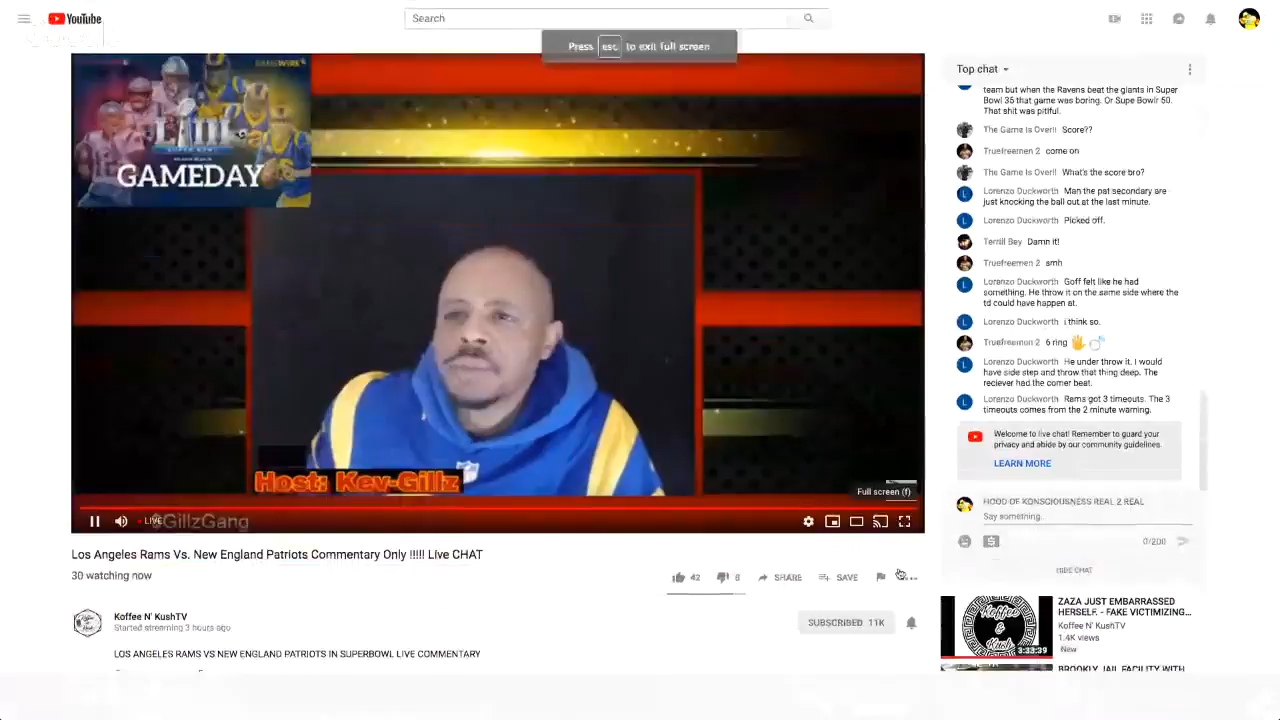 YouTube
Search
Press esc to exit full screen
LIII
SUPER BOWL
GAMEDAY
Host: Kev-Gillz
Full screen (f)
LIVE
@GillzGang
Los Angeles Rams Vs. New England Patriots Commentary Only !!!!! Live CHAT
30 watching now
42
8
SHARE
SAVE
Koffee N' KushTV
Started streaming 3 hours ago
SUBSCRIBED 11K
LOS ANGELES RAMS VS NEW ENGLAND PATRIOTS IN SUPERBOWL LIVE COMMENTARY
Top chat
team but when the Ravens beat the giants in Super
Bowl 35 that game was boring. Or Supe Bowlr 50.
That shit was pitiful.
The Game Is Over!! Score??
Truefreemen 2 come on
The Game Is Over!! What's the score bro?
Lorenzo Duckworth Man the pat secondary are
just knocking the ball out at the last minute.
Lorenzo Duckworth Picked off.
Terrill Bey Damn it!
Truefreemen 2 smh
Lorenzo Duckworth Goff felt like he had
something. He throw it on the same side where the
td could have happen at.
Lorenzo Duckworth i think so.
Truefreemen 2 6 ring
Lorenzo Duckworth He under throw it. I would
have side step and throw that thing deep. The
reciever had the corner beat.
Lorenzo Duckworth Rams got 3 timeouts. The 3
timeouts comes from the 2 minute warning.
Welcome to live chat! Remember to guard your
privacy and abide by our community guidelines.
LEARN MORE
HOOD OF KONSCIOUSNESS REAL 2 REAL
Say something...
0/200
HIDE CHAT
Koffee & Kush
3:33:39
ZAZA JUST EMBARRASSED
HERSELF. - FAKE VICTIMIZING...
Koffee N' KushTV
1.4K views
New
BROOKLY JAIL FACILITY WITH